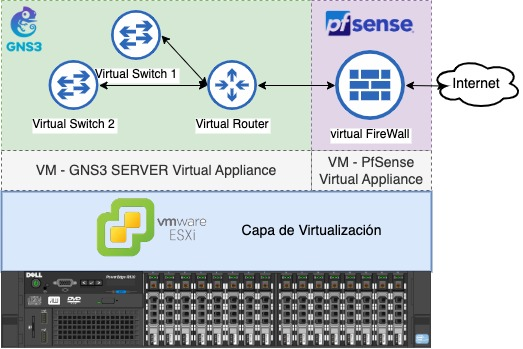 GNS3
pfsense
Virtual Switch 1
Internet
Virtual Switch 2
Virtual Router
virtual FireWall
VM - GNS3 SERVER Virtual Appliance
VM - PfSense
Virtual Appliance
vmware
ESXi
Capa de Virtualización
DELL